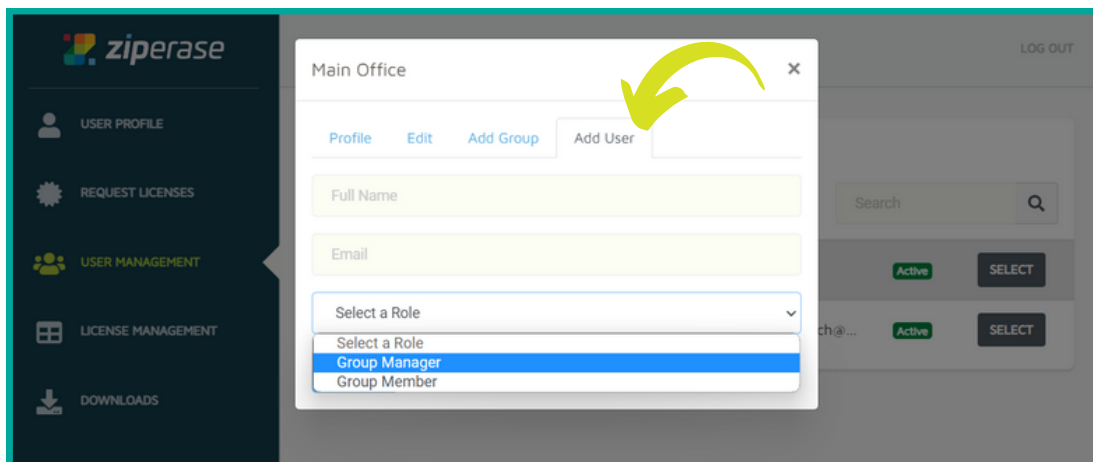 ziperase
USER PROFILE
REQUEST LICENSES
USER MANAGEMENT
LICENSE MANAGEMENT
DOWNLOADS
LOG OUT
Main Office
×
Profile Edit Add Group Add User
Full Name
Email
Select a Role
Select a Role
Group Manager
Group Member
Search
Active SELECT
ch@... Active SELECT